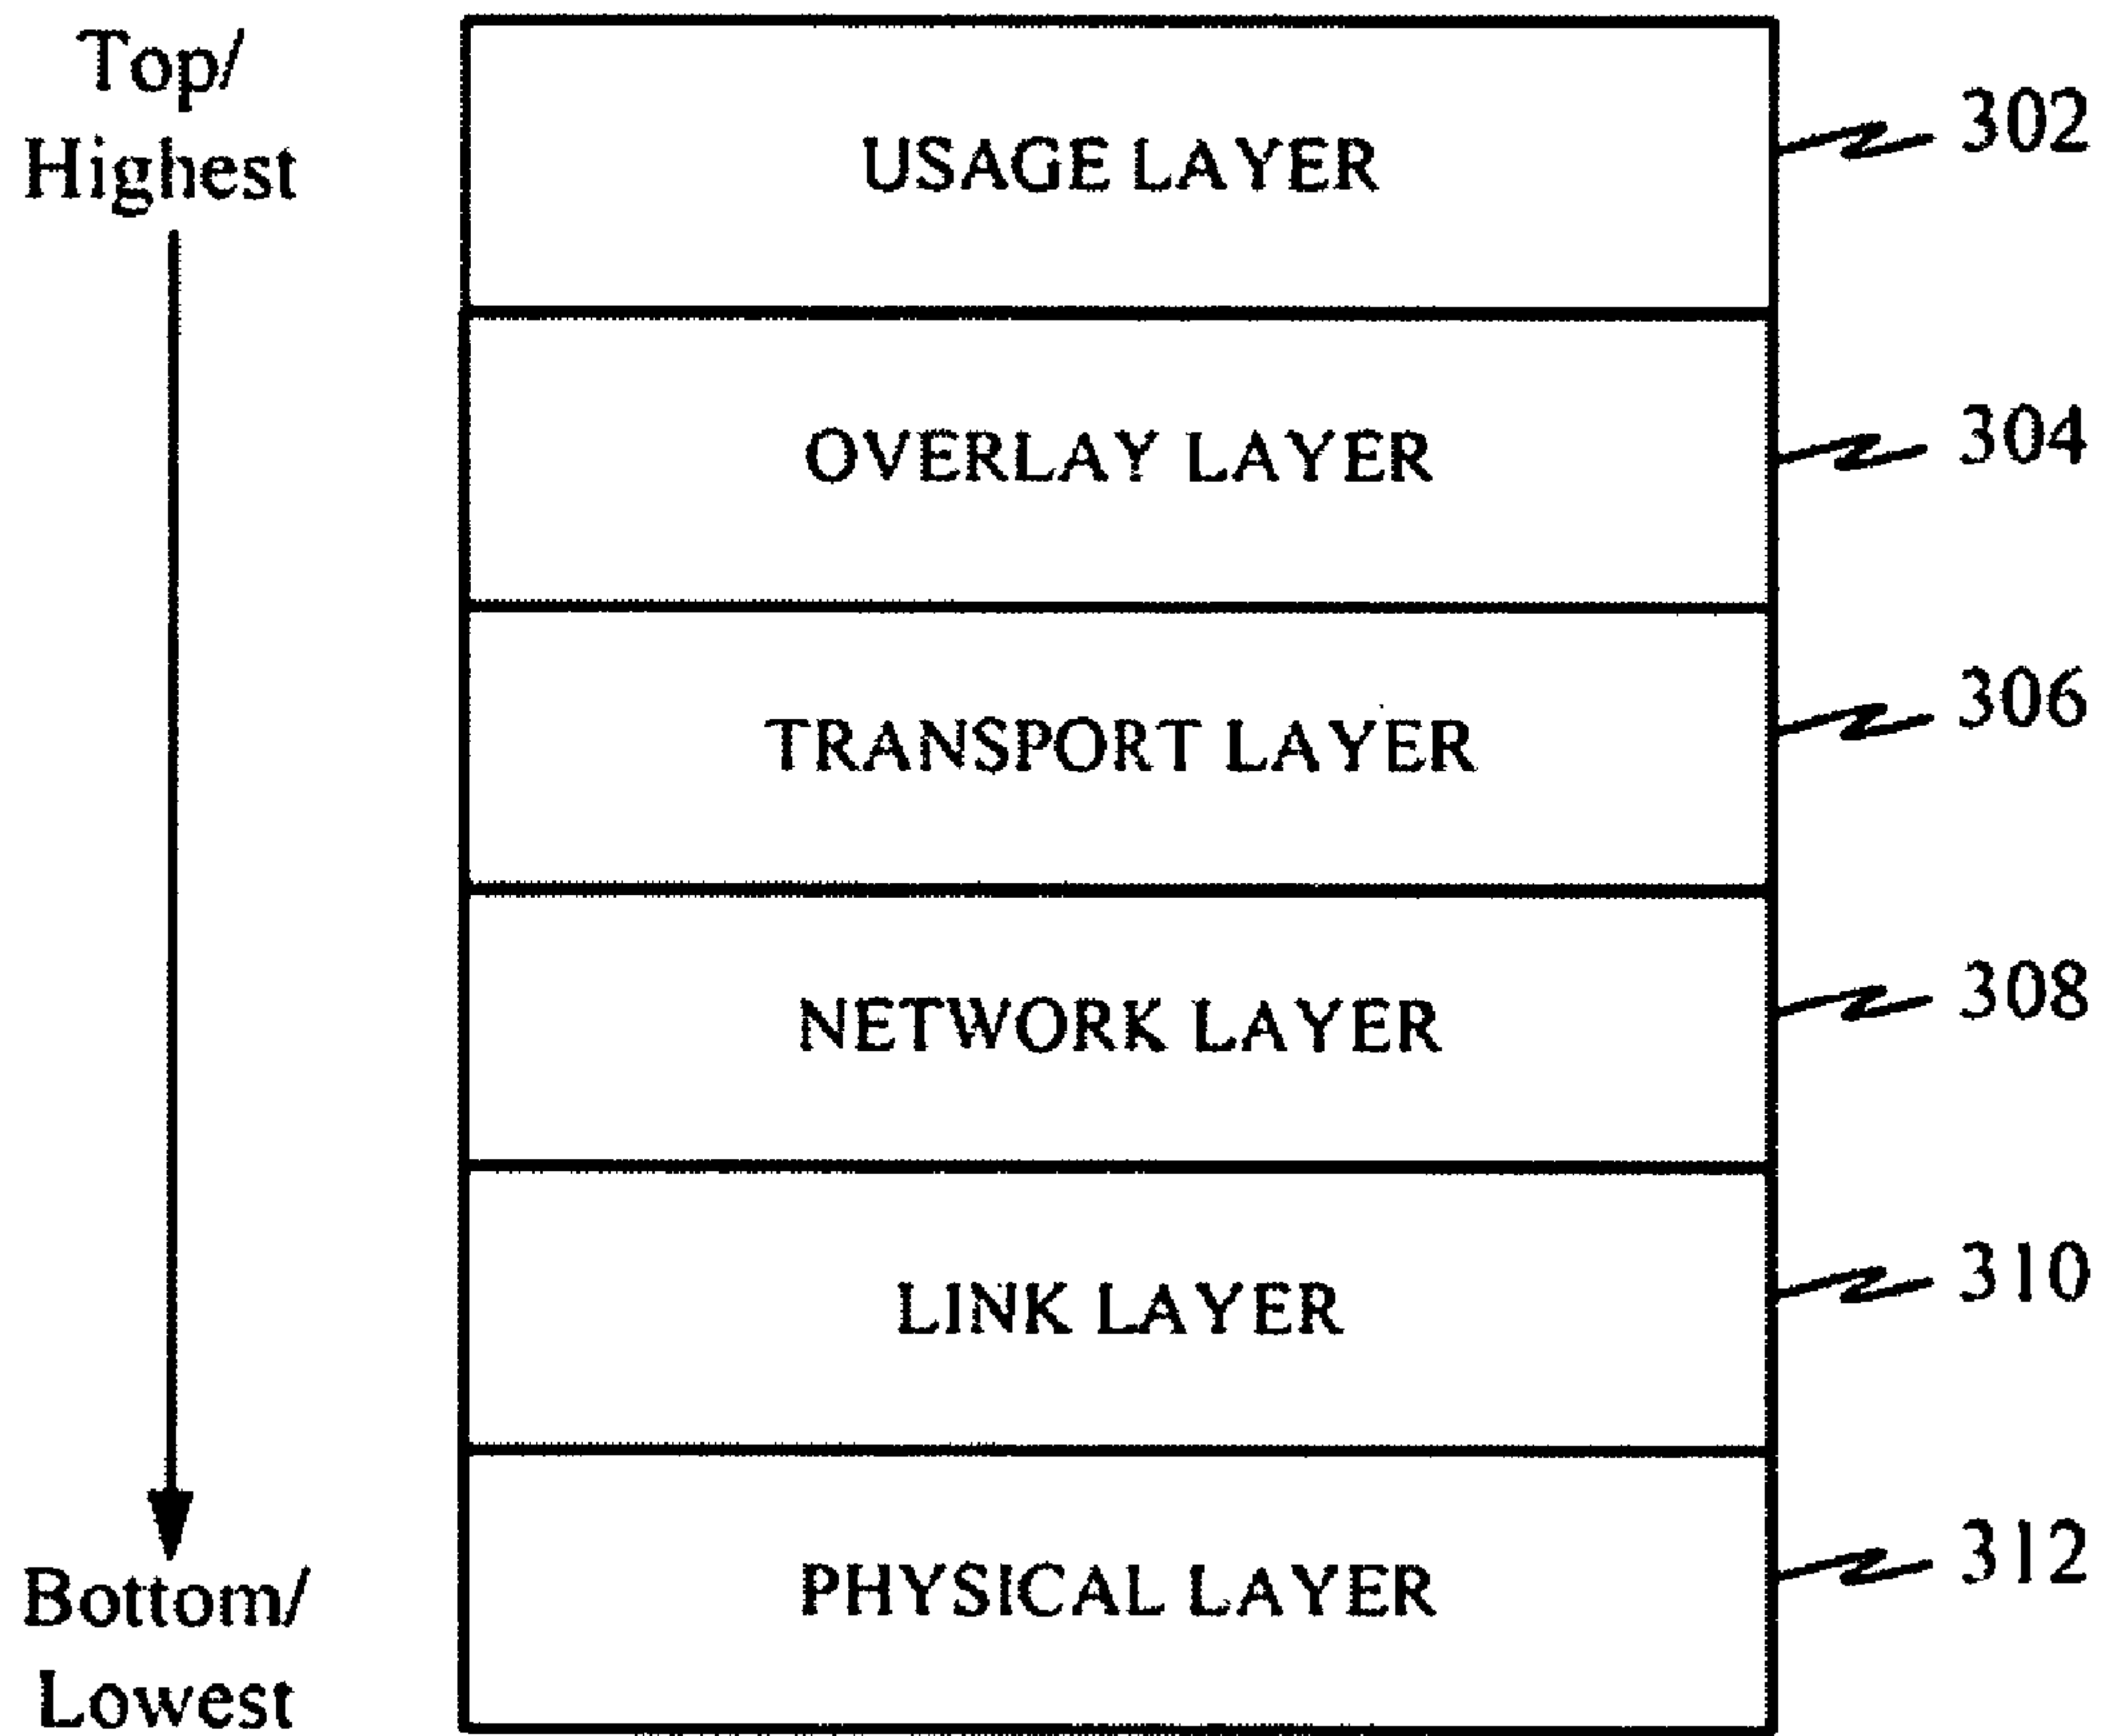 Top/
Highest
USAGE LAYER
302
OVERLAY LAYER
304
TRANSPORT LAYER
306
NETWORK LAYER
308
LINK LAYER
310
PHYSICAL LAYER
312
Bottom/
Lowest